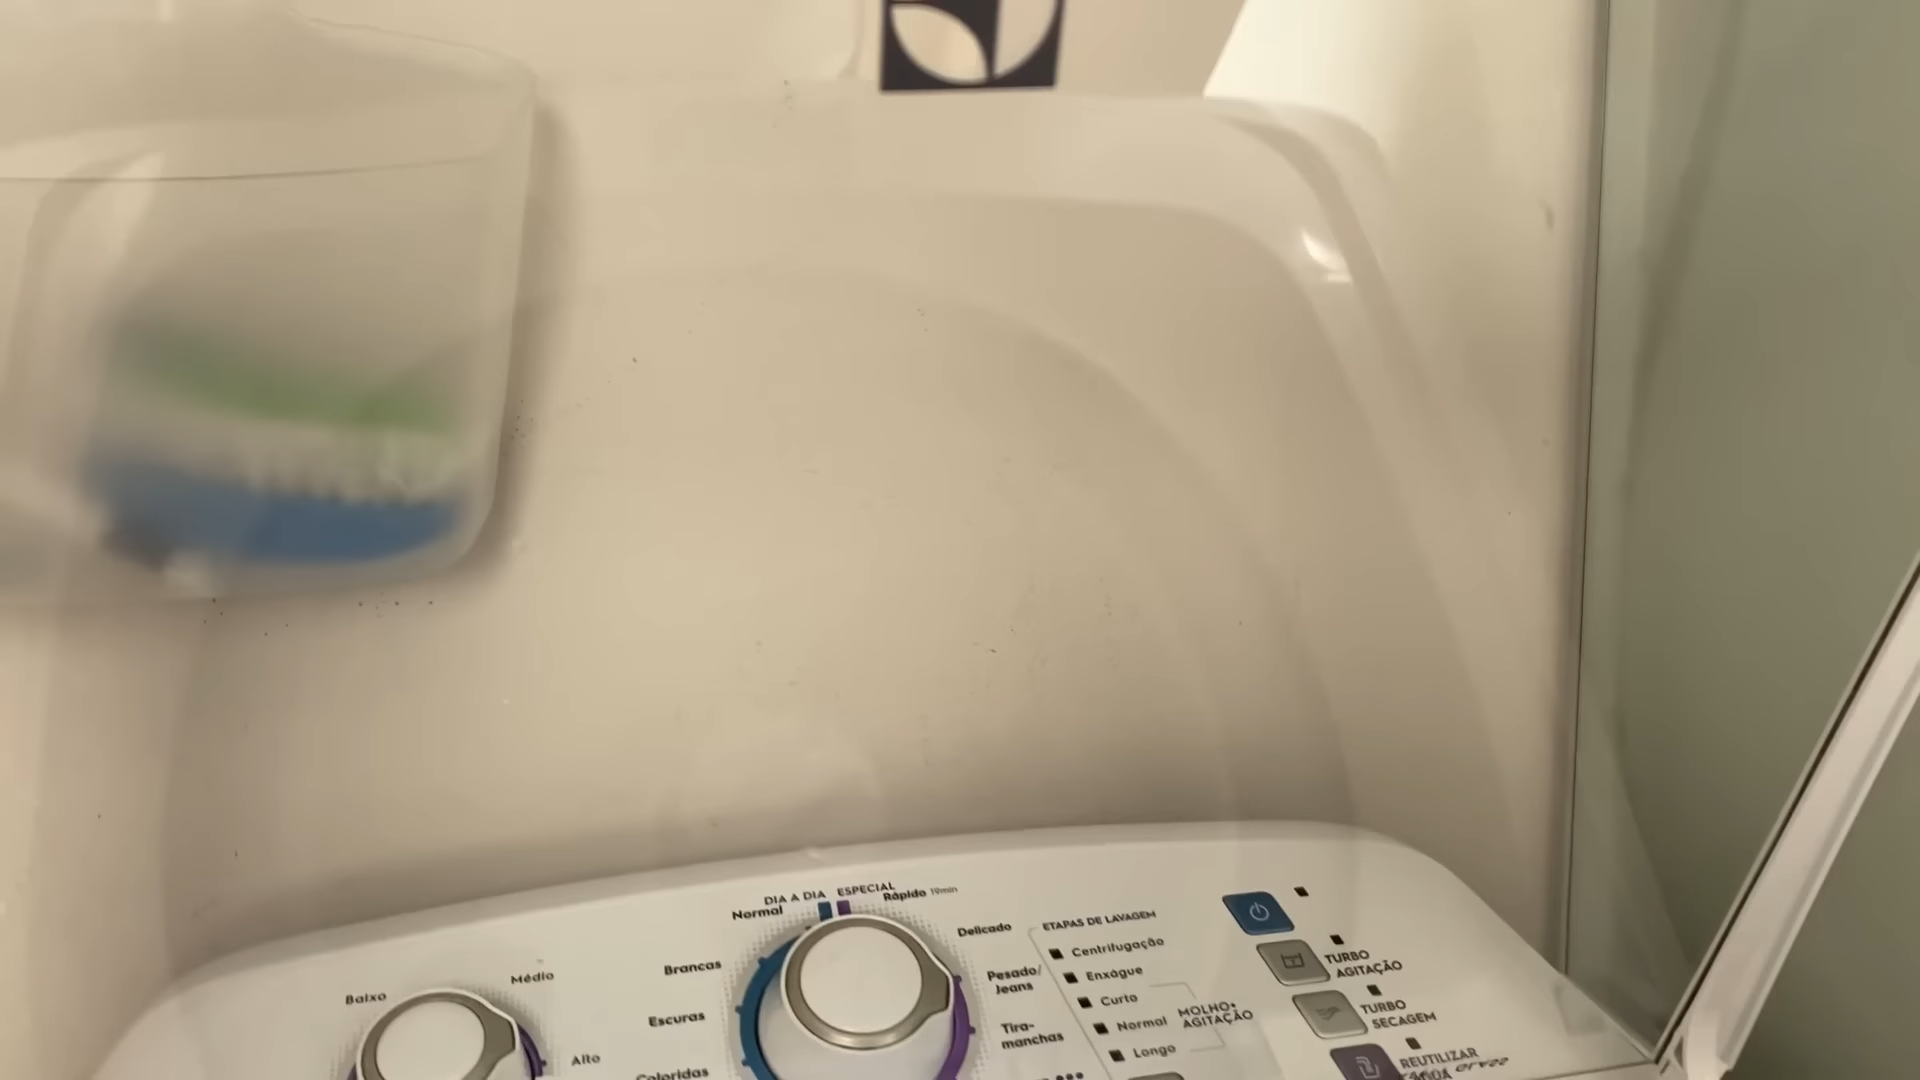 DIA A DIA ESPECIAL
Normal
Rápido 19min
Delicado
Brancas
Pesado/
Jeans
Médio
Baixo
Escuras
Tira-
manchas
Alto
Coloridas
ETAPAS DE LAVAGEM
Centrifugação
Enxágue
Curto
Normal
Longo
MOLHO+
AGITAÇÃO
TURBO
AGITAÇÃO
TURBO
SECAGEM
REUTILIZAR